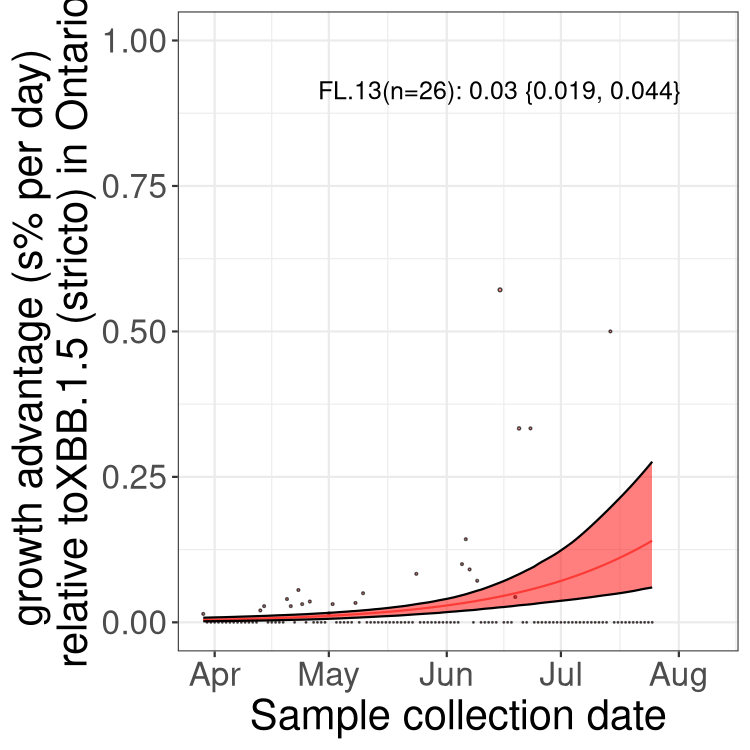 growth advantage (s% per day)
relative toXBB.1.5 (stricto) in Ontario
1.00
0.75
0.50
0.25
0.00
FL.13(n=26): 0.03 {0.019, 0.044}
Apr May Jun Jul Aug
Sample collection date